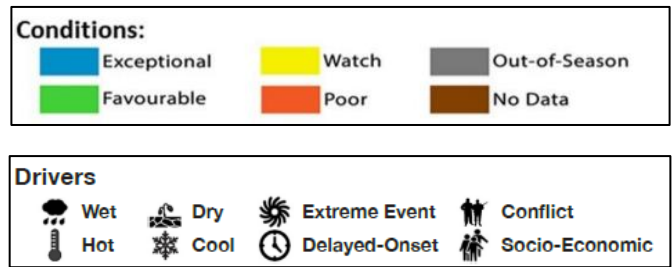 Conditions:
Exceptional Watch Out-of-Season
Favourable Poor No Data
Drivers
Wet Dry Extreme Event Conflict
Hot Cool Delayed-Onset Socio-Economic